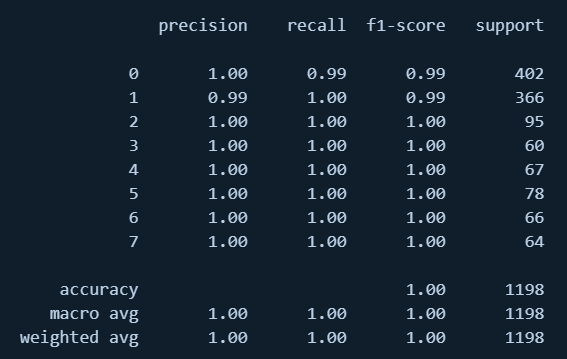 precision recall f1-score support
0 1.00 0.99 0.99 402
1 0.99 1.00 0.99 366
2 1.00 1.00 1.00 95
3 1.00 1.00 1.00 60
4 1.00 1.00 1.00 67
5 1.00 1.00 1.00 78
6 1.00 1.00 1.00 66
7 1.00 1.00 1.00 64
accuracy 1.00 1198
macro avg 1.00 1.00 1.00 1198
weighted avg 1.00 1.00 1.00 1198